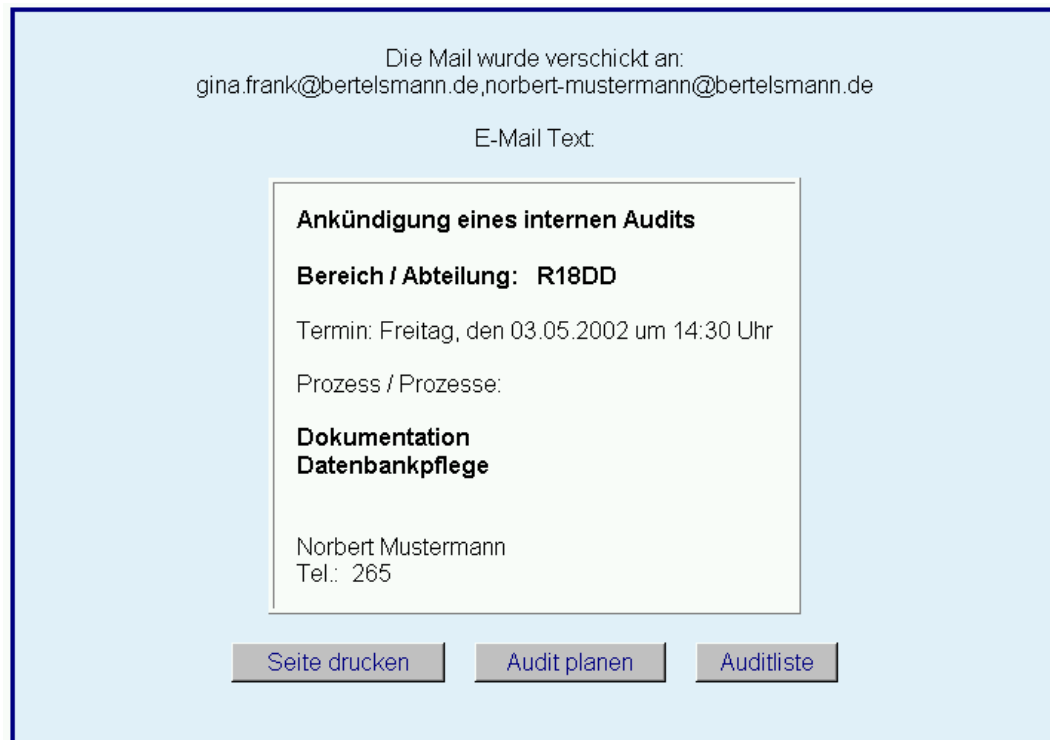 Die Mail wurde verschickt an:
gina.frank@bertelsmann.de,norbert-mustermann@bertelsmann.de
E-Mail Text:
Ankündigung eines internen Audits
Bereich / Abteilung: R18DD
Termin: Freitag, den 03.05.2002 um 14:30 Uhr
Prozess / Prozesse:
Dokumentation
Datenbankpflege
Norbert Mustermann
Tel.: 265
Seite drucken Audit planen Auditliste